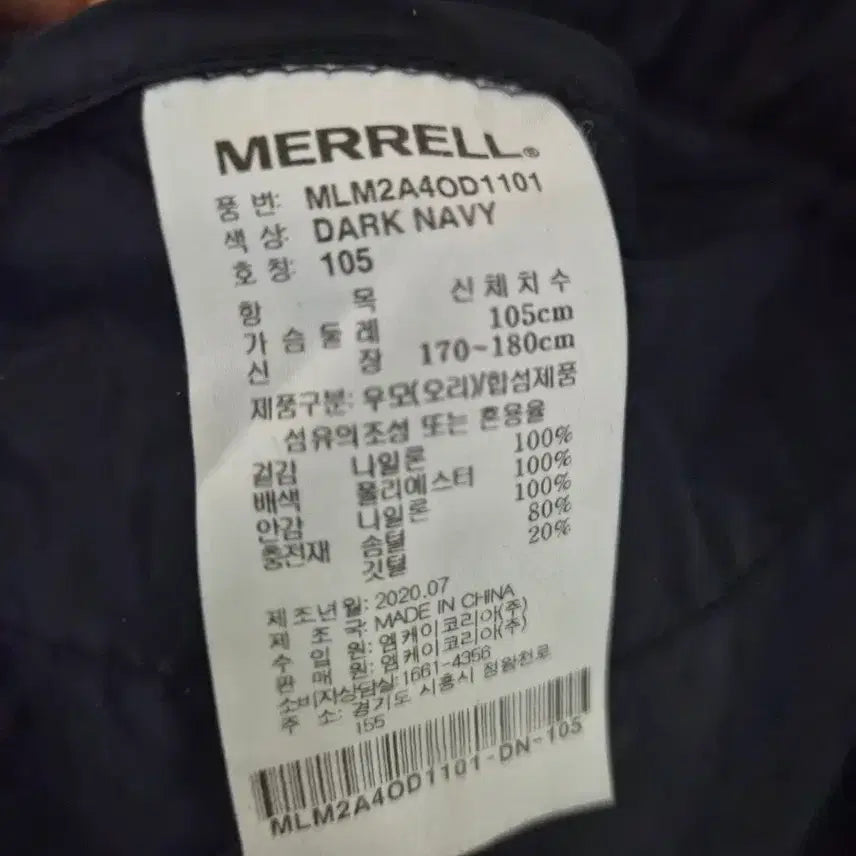 MERRELL®
품 번: MLM2A4OD1101
색 상: DARK NAVY
호 칭: 105
항 목 신체치수
가슴둘레 105cm
신 장 170~180cm
제품구분: 우모(오리)/합성제품
섬유의조성 또는 혼용율
겉감 나일론 100%
배색 폴리에스터 100%
안감 나일론 100%
충전재 솜털 80%
깃털 20%
제조년월: 2020.07
제 조 국: MADE IN CHINA
수 입 원: 엠케이코리아(주)
판 매 원: 엠케이코리아(주)
소비자상담실: 1661-4356
주 소: 경기도 시흥시 정왕천로
155
MLM2A4OD1101-DN-105